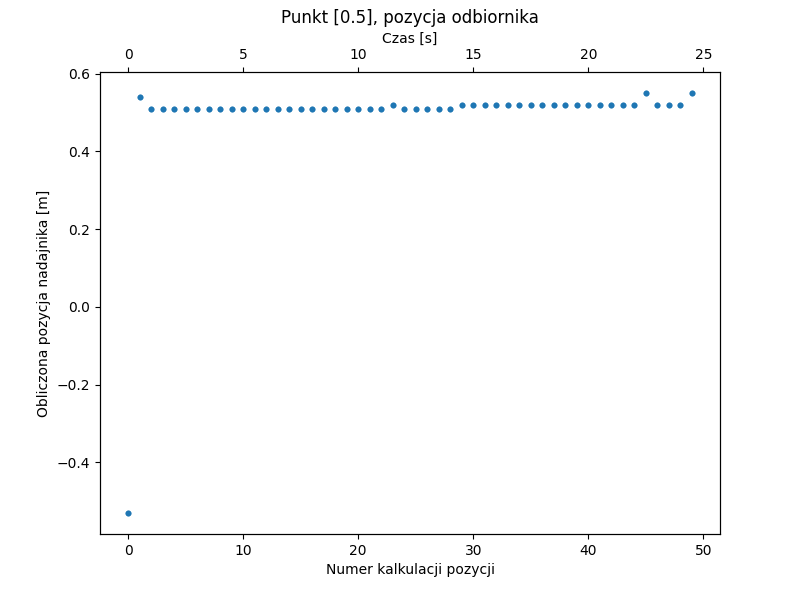 Punkt [0.5], pozycja odbiornika
Czas [s]
0 5 10 15 20 25
0.6
0.4
0.2
0.0
−0.2
−0.4
Obliczona pozycja nadajnika [m]
0 10 20 30 40 50
Numer kalkulacji pozycji